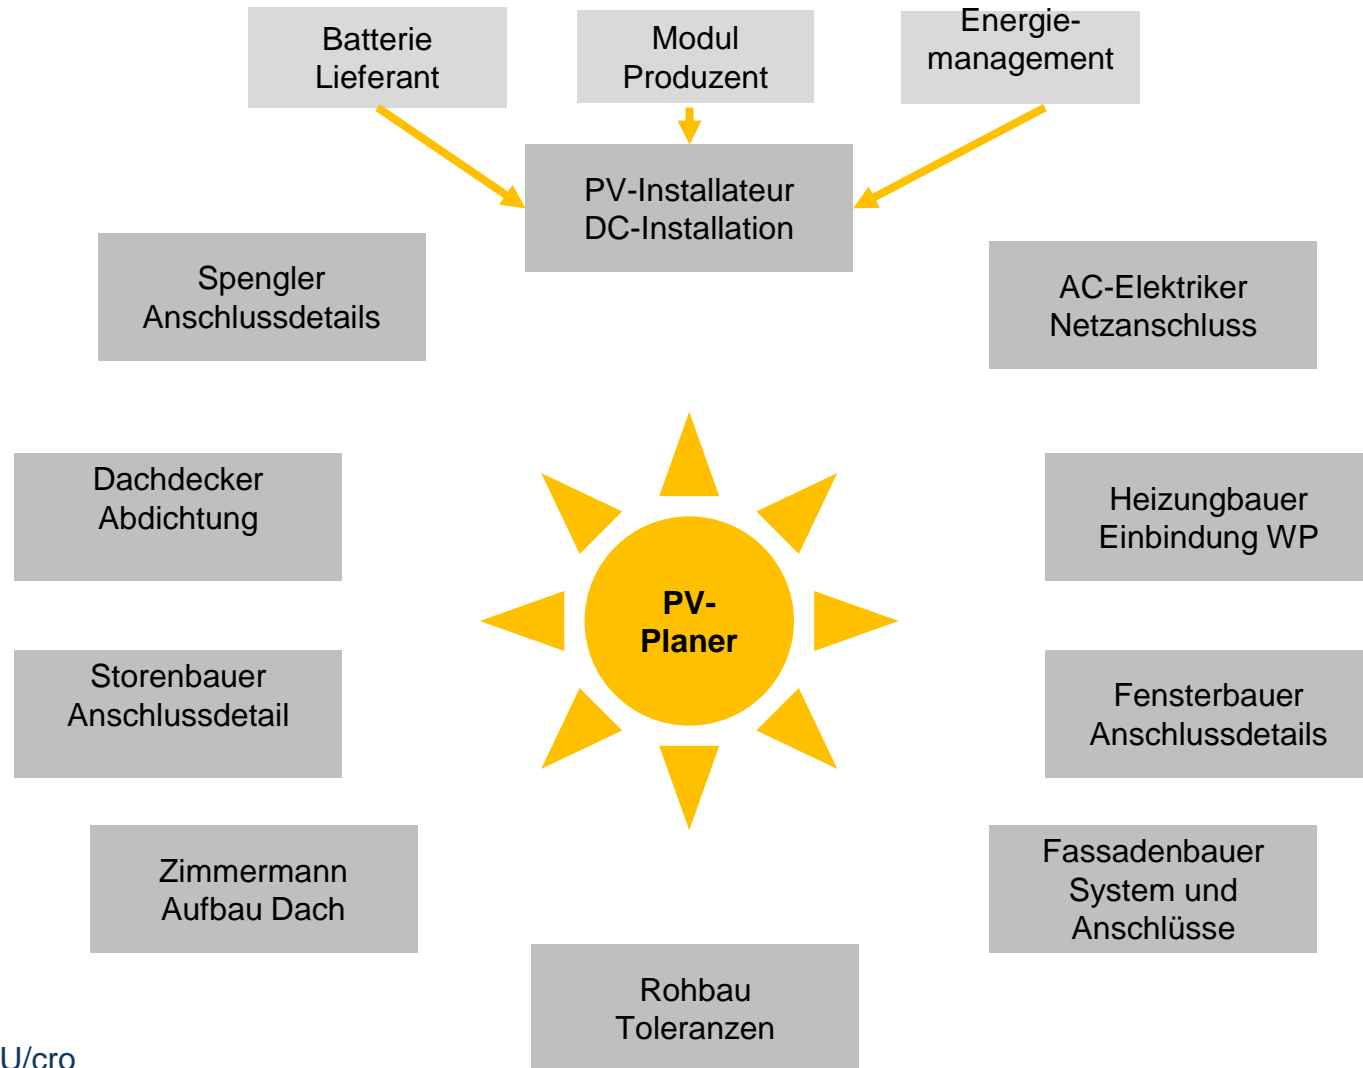 Batterie
Lieferant
Modul
Produzent
Energie-
management
PV-Installateur
DC-Installation
Spengler
Anschlussdetails
AC-Elektriker
Netzanschluss
Dachdecker
Abdichtung
Heizungbauer
Einbindung WP
PV-
Planer
Storenbauer
Anschlussdetail
Fensterbauer
Anschlussdetails
Zimmermann
Aufbau Dach
Fassadenbauer
System und
Anschlüsse
Rohbau
Toleranzen
U/cro